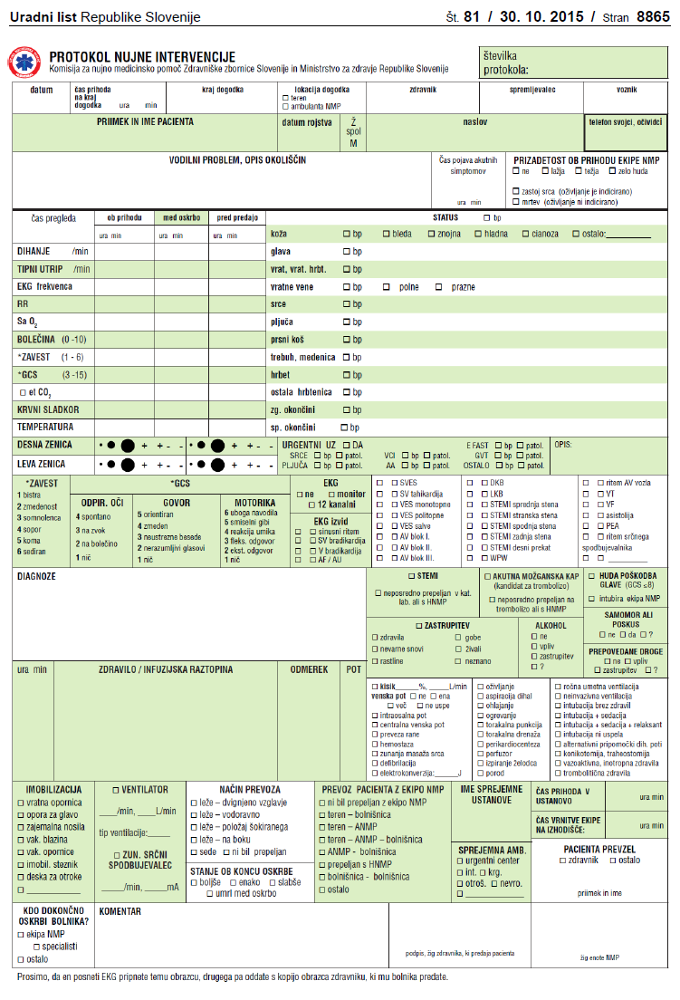 Uradni list Republike Slovenije Št. 81 / 30. 10. 2015 / Stran 8865
PROTOKOL NUJNE INTERVENCIJE
Komisija za nujno medicinsko pomoč Zdravniške zbornice Slovenije in Ministrstvo za zdravje Republike Slovenije
številka
protokola:
datum
čas prihoda
na kraj
dogodka ura min
kraj dogodka
lokacija dogodka
☐ teren
☐ ambulanta NMP
zdravnik
spremljevalec
voznik
PRIIMEK IN IME PACIENTA
datum rojstva
Ž
spol
M
naslov
telefon svojci, očividci
VODILNI PROBLEM, OPIS OKOLIŠČIN
Čas pojava akutnih
simptomov
ura min
PRIZADETOST OB PRIHODU EKIPE NMP
☐ ne ☐ lažja ☐ težja ☐ zelo huda
☐ zastoj srca (oživljanje je indicirano)
☐ mrtev (oživljanje ni indicirano)
čas pregleda
ob prihodu
med oskrbo
pred predajo
ura min ura min ura min
STATUS ☐ bp
koža ☐ bp ☐ bleda ☐ znojna ☐ hladna ☐ cianoza ☐ ostalo:__________
DIHANJE /min
glava ☐ bp
TIPNI UTRIP /min
vrat, vrat. hrbt. ☐ bp
EKG frekvenca
vratne vene ☐ bp ☐ polne ☐ prazne
RR
srce ☐ bp
Sa O2
pljuča ☐ bp
BOLEČINA (0 -10)
prsni koš ☐ bp
*ZAVEST (1 - 6)
trebuh, medenica ☐ bp
*GCS (3 -15)
hrbet ☐ bp
☐ et CO2
ostala hrbtenica ☐ bp
KRVNI SLADKOR
zg. okončini ☐ bp
TEMPERATURA
sp. okončini ☐ bp
DESNA ZENICA • ● ● + + - - • ● ● + + - -
LEVA ZENICA • ● ● + + - - • ● ● + + - -
URGENTNI UZ ☐ DA
SRCE ☐ bp ☐ patol.
PLJUČA ☐ bp ☐ patol.
VCI ☐ bp ☐ patol.
AA ☐ bp ☐ patol.
E FAST ☐ bp ☐ patol.
GVT ☐ bp ☐ patol.
OSTALO ☐ bp ☐ patol.
OPIS:
*ZAVEST
1 bistra
2 zmedenost
3 somnolenca
4 sopor
5 koma
6 sediran
*GCS
ODPIR. OČI
4 spontano
3 na zvok
2 na bolečino
1 nič
GOVOR
5 orientiran
4 zmeden
3 neustrezne besede
2 nerazumljivi glasovi
1 nič
MOTORIKA
6 uboga navodila
5 smiselni gibi
4 reakcija umika
3 fleks. odgovor
2 ekst. odgovor
1 nič
EKG
☐ ne ☐ monitor
☐ 12 kanalni
EKG izvid
☐ ☐ sinusni ritem
☐ ☐ SV bradikardija
☐ ☐ V bradikardija
☐ ☐ AF / AU
☐ ☐ SVES
☐ ☐ SV tahikardija
☐ ☐ VES monotopne
☐ ☐ VES politopne
☐ ☐ VES salve
☐ ☐ AV blok I.
☐ ☐ AV blok II.
☐ ☐ AV blok III.
☐ ☐ DKB
☐ ☐ LKB
☐ ☐ STEMI sprednja stena
☐ ☐ STEMI stranska stena
☐ ☐ STEMI spodnja stena
☐ ☐ STEMI zadnja stena
☐ ☐ STEMI desni prekat
☐ ☐ WPW
☐ ☐ ritem AV vozla
☐ ☐ VT
☐ ☐ VF
☐ ☐ asistolija
☐ ☐ PEA
☐ ☐ ritem srčnega
spodbujevalnika
☐ ☐ __________
DIAGNOZE
☐ STEMI
☐ neposredno prepeljan v kat.
lab. ali s HNMP
☐ AKUTNA MOŽGANSKA KAP
(kandidat za trombolizo)
☐ neposredno prepeljan na
trombolizo ali s HNMP
☐ HUDA POŠKODBA
GLAVE (GCS ≤8)
☐ intubira ekipa NMP
☐ ZASTRUPITEV
☐ zdravila
☐ nevarne snovi
☐ rastline
☐ gobe
☐ živali
☐ neznano
ALKOHOL
☐ ne
☐ vpliv
☐ zastrupitev
☐ ?
SAMOMOR ALI
POSKUS
☐ ne ☐ da ☐ ?
PREPOVEDANE DROGE
☐ ne ☐ vpliv
☐ zastrupitev ☐ ?
ura min
ZDRAVILO / INFUZIJSKA RAZTOPINA
ODMEREK
POT
☐ kisik______%, _____L/min
venska pot ☐ ne ☐ ena
☐ več ☐ ne uspe
☐ intraosalna pot
☐ centralna venska pot
☐ preveza rane
☐ hemostaza
☐ zunanja masaža srca
☐ defibrilacija
☐ elektrokonverzija:______J
☐ oživljanje
☐ aspiracija dihal
☐ ohlajanje
☐ ogrevanje
☐ torakalna punkcija
☐ torakalna drenaža
☐ perikardiocenteza
☐ perfuzor
☐ izpiranje želodca
☐ porod
☐ ročna umetna ventilacija
☐ neinvazivna ventilacija
☐ intubacija brez zdravil
☐ intubacija + sedacija
☐ intubacija + sedacija + relaksant
☐ intubacija ni uspela
☐ alternativni pripomočki dih. poti
☐ konikotomija, traheostomija
☐ vazoaktivna, inotropna zdravila
☐ trombolitična zdravila
IMOBILIZACIJA
☐ vratna opornica
☐ opora za glavo
☐ zajemalna nosila
☐ vak. blazina
☐ vak. opornice
☐ imobil. steznik
☐ deska za otroke
☐ ____________
☐ VENTILATOR
____/min, ____L/min
tip ventilacije:_____
☐ ZUN. SRČNI
SPODBUJEVALEC
____/min, _____mA
NAČIN PREVOZA
☐ leže – dvignjeno vzglavje
☐ leže – vodoravno
☐ leže – položaj šokiranega
☐ leže – na boku
☐ sede ☐ ni bil prepeljan
STANJE OB KONCU OSKRBE
☐ boljše ☐ enako ☐ slabše
☐ umrl med oskrbo
PREVOZ PACIENTA Z EKIPO NMP
☐ ni bil prepeljan z ekipo NMP
☐ teren – bolnišnica
☐ teren – ANMP
☐ teren – ANMP – bolnišnica
☐ ANMP - bolnišnica
☐ prepeljan s HNMP
☐ bolnišnica - bolnišnica
☐ ostalo
IME SPREJEMNE
USTANOVE
SPREJEMNA AMB.
☐ urgentni center
☐ int. ☐ krg.
☐ otroš. ☐ nevro.
☐ ______________
ČAS PRIHODA V
USTANOVO ura min
ČAS VRNITVE EKIPE
NA IZHODIŠČE: ura min
PACIENTA PREVZEL
☐ zdravnik ☐ ostalo
priimek in ime
KDO DOKONČNO
OSKRBI BOLNIKA?
☐ ekipa NMP
☐ specialisti
☐ ostalo
KOMENTAR
podpis, žig zdravnika, ki predaja pacienta
žig enote NMP
Prosimo, da en posneti EKG pripnete temu obrazcu, drugega pa oddate s kopijo obrazca zdravniku, ki mu bolnika predate.